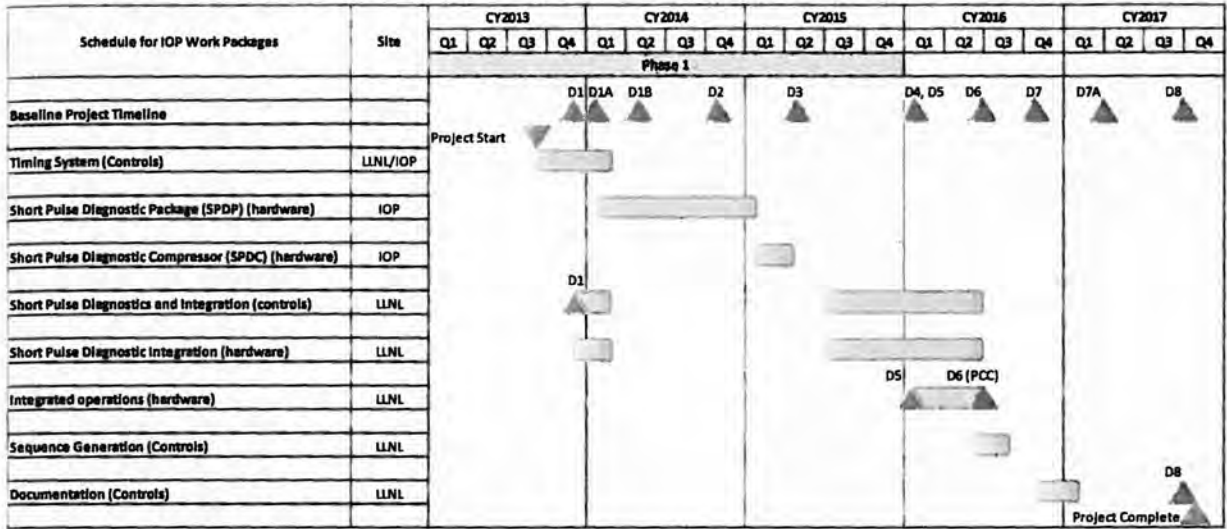 CY2013 CY2014 CY2015 CY2016 CY2017
Schedule for IOP Work Packages Site Q1 Q2 Q3 Q4 Q1 Q2 Q3 Q4 Q1 Q2 Q3 Q4 Q1 Q2 Q3 Q4 Q1 Q2 Q3 Q4
Phase 1
D1 D1A D1B D2 D3 D4, D5 D6 D7 D7A D8
Baseline Project Timeline
Project Start
Timing System (Controls) LLNL/IOP
Short Pulse Diagnostic Package (SPDP) (hardware) IOP
Short Pulse Diagnostic Compressor (SPDC) (hardware) IOP
D1
Short Pulse Diagnostics and Integration (controls) LLNL
Short Pulse Diagnostic Integration (hardware) LLNL
D5 D6 (PCC)
Integrated operations (hardware) LLNL
Sequence Generation (Controls) LLNL
D8
Documentation (Controls) LLNL
Project Complete